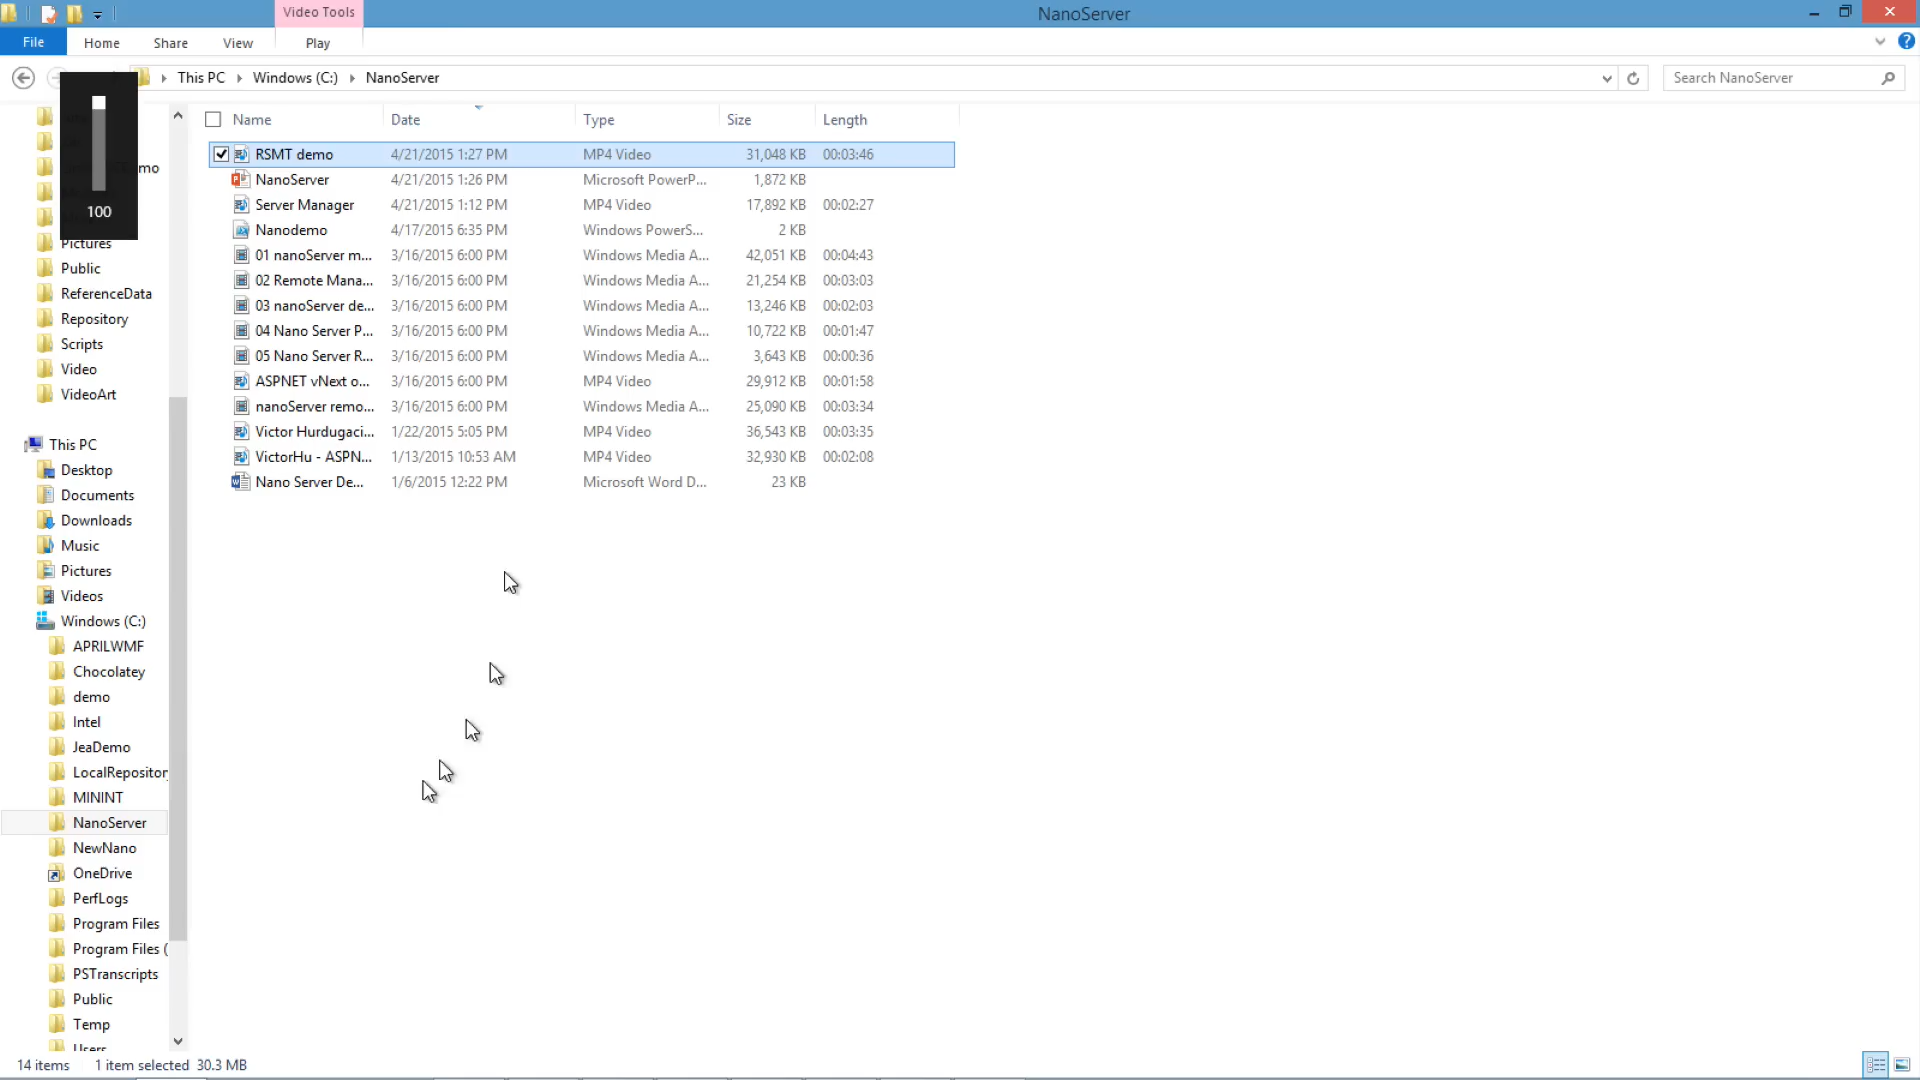 Video Tools
NanoServer
File
Home
Share
View
Play
This PC
Windows (C:)
NanoServer
Search NanoServer
100
mo
Pictures
Public
ReferenceData
Repository
Scripts
Video
VideoArt
This PC
Desktop
Documents
Downloads
Music
Pictures
Videos
Windows (C:)
APRILWMF
Chocolatey
demo
Intel
JeaDemo
LocalRepository
MININT
NanoServer
NewNano
OneDrive
PerfLogs
Program Files
Program Files (
PSTranscripts
Public
Temp
Users
Name Date Type Size Length
RSMT demo 4/21/2015 1:27 PM MP4 Video 31,048 KB 00:03:46
NanoServer 4/21/2015 1:26 PM Microsoft PowerP... 1,872 KB
Server Manager 4/21/2015 1:12 PM MP4 Video 17,892 KB 00:02:27
Nanodemo 4/17/2015 6:35 PM Windows PowerS... 2 KB
01 nanoServer m... 3/16/2015 6:00 PM Windows Media A... 42,051 KB 00:04:43
02 Remote Mana... 3/16/2015 6:00 PM Windows Media A... 21,254 KB 00:03:03
03 nanoServer de... 3/16/2015 6:00 PM Windows Media A... 13,246 KB 00:02:03
04 Nano Server P... 3/16/2015 6:00 PM Windows Media A... 10,722 KB 00:01:47
05 Nano Server R... 3/16/2015 6:00 PM Windows Media A... 3,643 KB 00:00:36
ASPNET vNext o... 3/16/2015 6:00 PM MP4 Video 29,912 KB 00:01:58
nanoServer remo... 3/16/2015 6:00 PM Windows Media A... 25,090 KB 00:03:34
Victor Hurdugaci... 1/22/2015 5:05 PM MP4 Video 36,543 KB 00:03:35
VictorHu - ASPN... 1/13/2015 10:53 AM MP4 Video 32,930 KB 00:02:08
Nano Server De... 1/6/2015 12:22 PM Microsoft Word D... 23 KB
14 items 1 item selected 30.3 MB